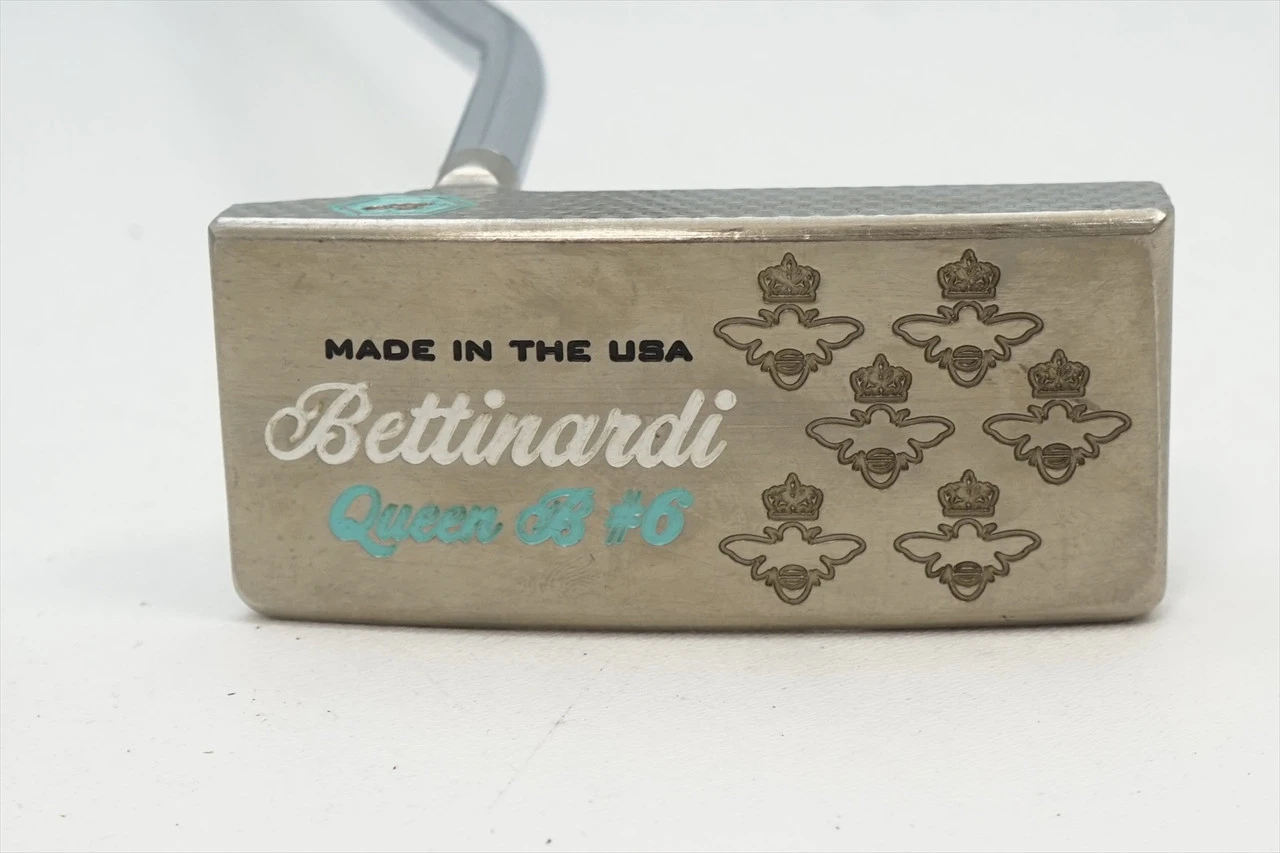 MADE IN THE USA
Bettinardi
Queen B #6